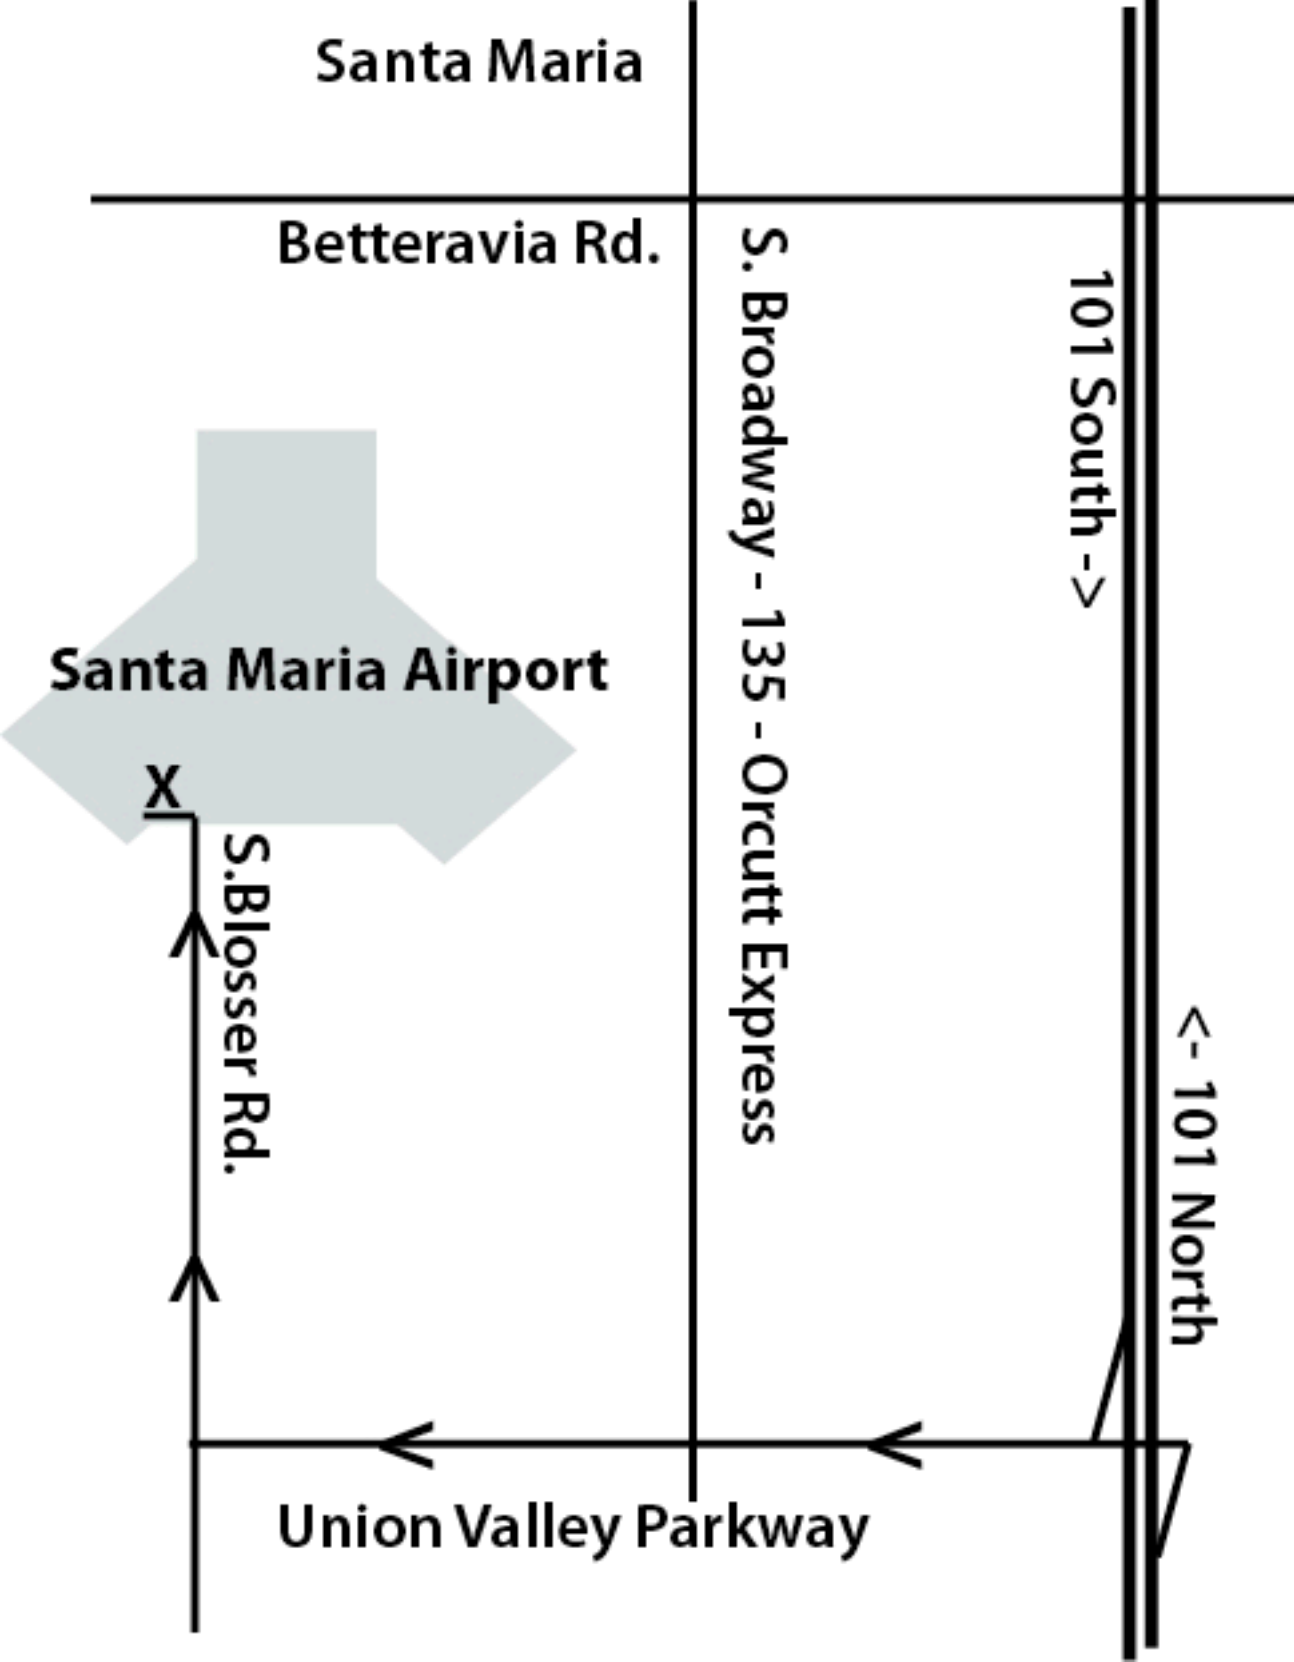 Santa Maria
Betteravia Rd.
S. Broadway - 135 - Orcutt Express
101 South ->
Santa Maria Airport
X
S.Blosser Rd.
<- 101 North
Union Valley Parkway